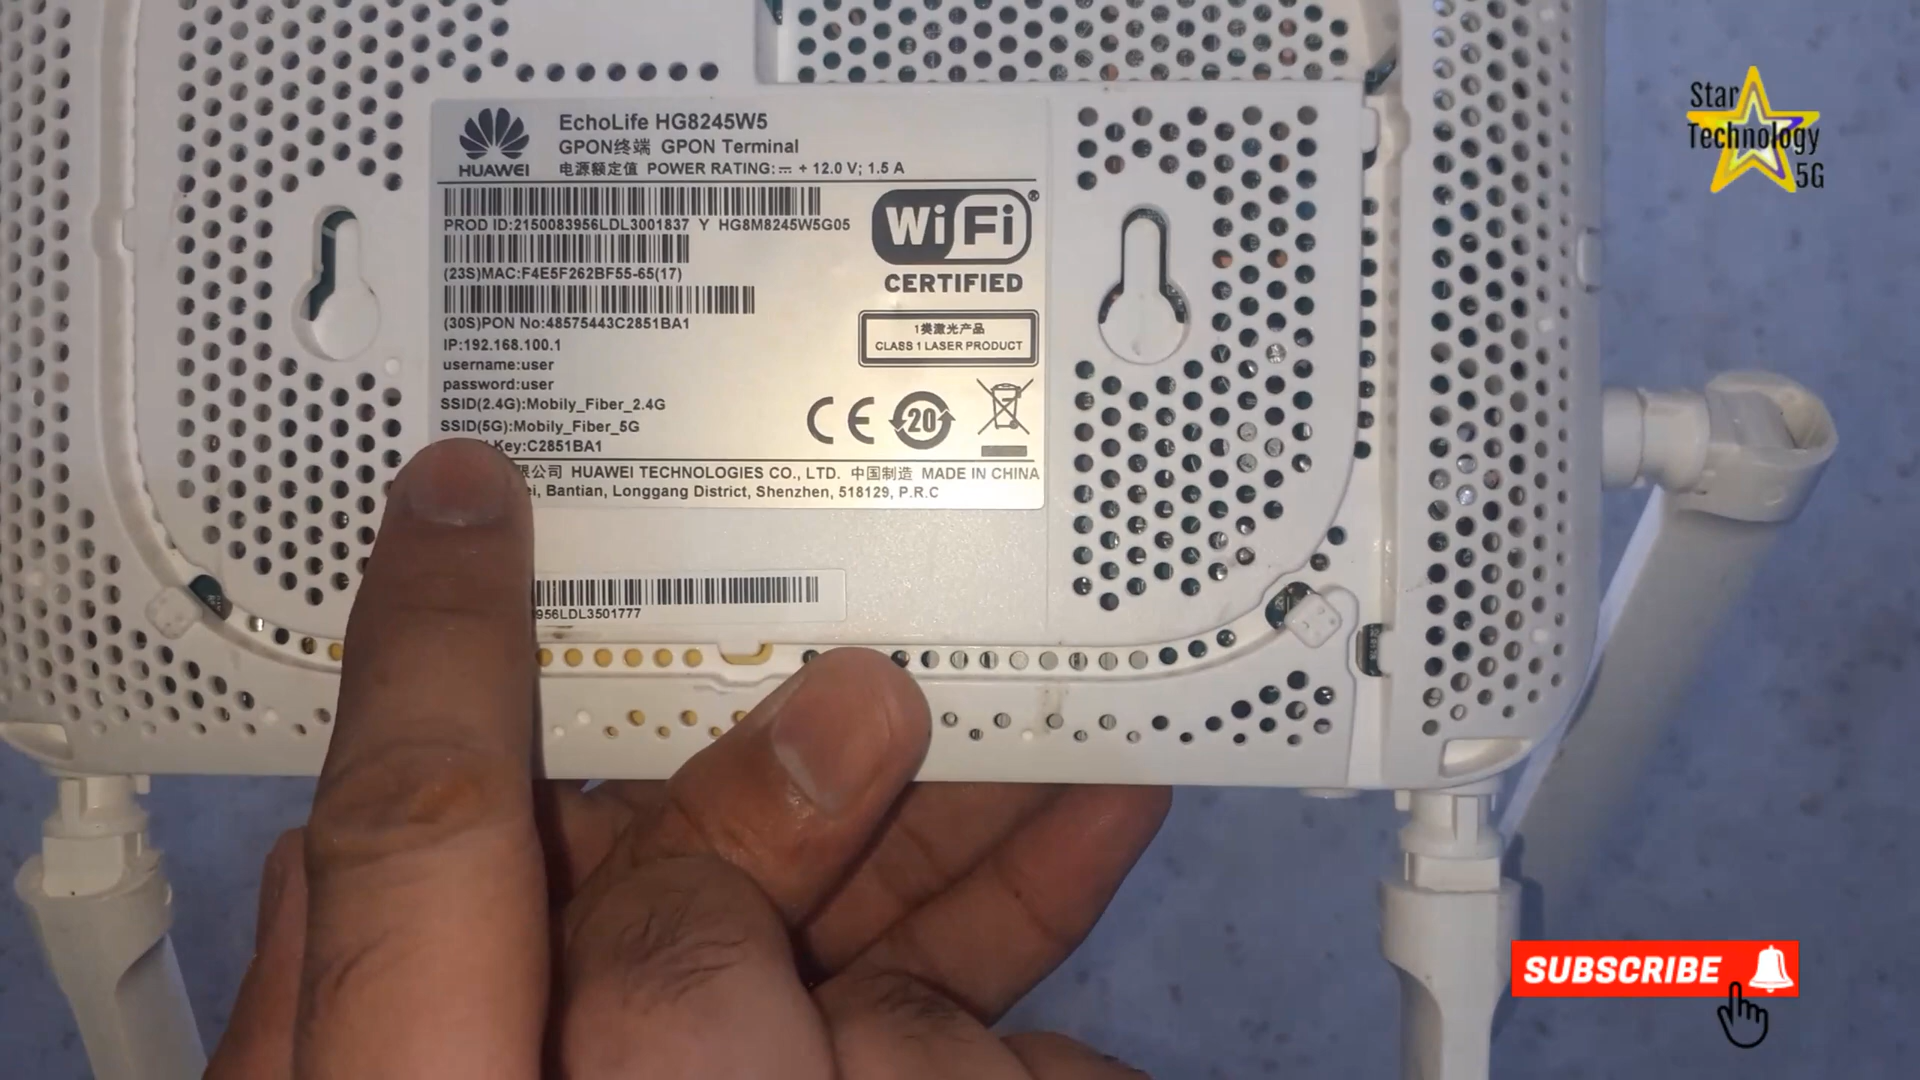 Star
Technology
5G
HUAWEI
EchoLife HG8245W5
GPON终端 GPON Terminal
电源额定值 POWER RATING: ⎓ + 12.0 V; 1.5 A
PROD ID:2150083956LDL3001837 Y HG8M8245W5G05
(23S)MAC:F4E5F262BF55-65(17)
(30S)PON No:48575443C2851BA1
IP:192.168.100.1
username:user
password:user
SSID(2.4G):Mobily_Fiber_2.4G
SSID(5G):Mobily_Fiber_5G
Key:C2851BA1
WiFi®
CERTIFIED
1类激光产品
CLASS 1 LASER PRODUCT
CE
20
限公司 HUAWEI TECHNOLOGIES CO., LTD. 中国制造 MADE IN CHINA
Bantian, Longgang District, Shenzhen, 518129, P.R.C
956LDL3501777
SUBSCRIBE